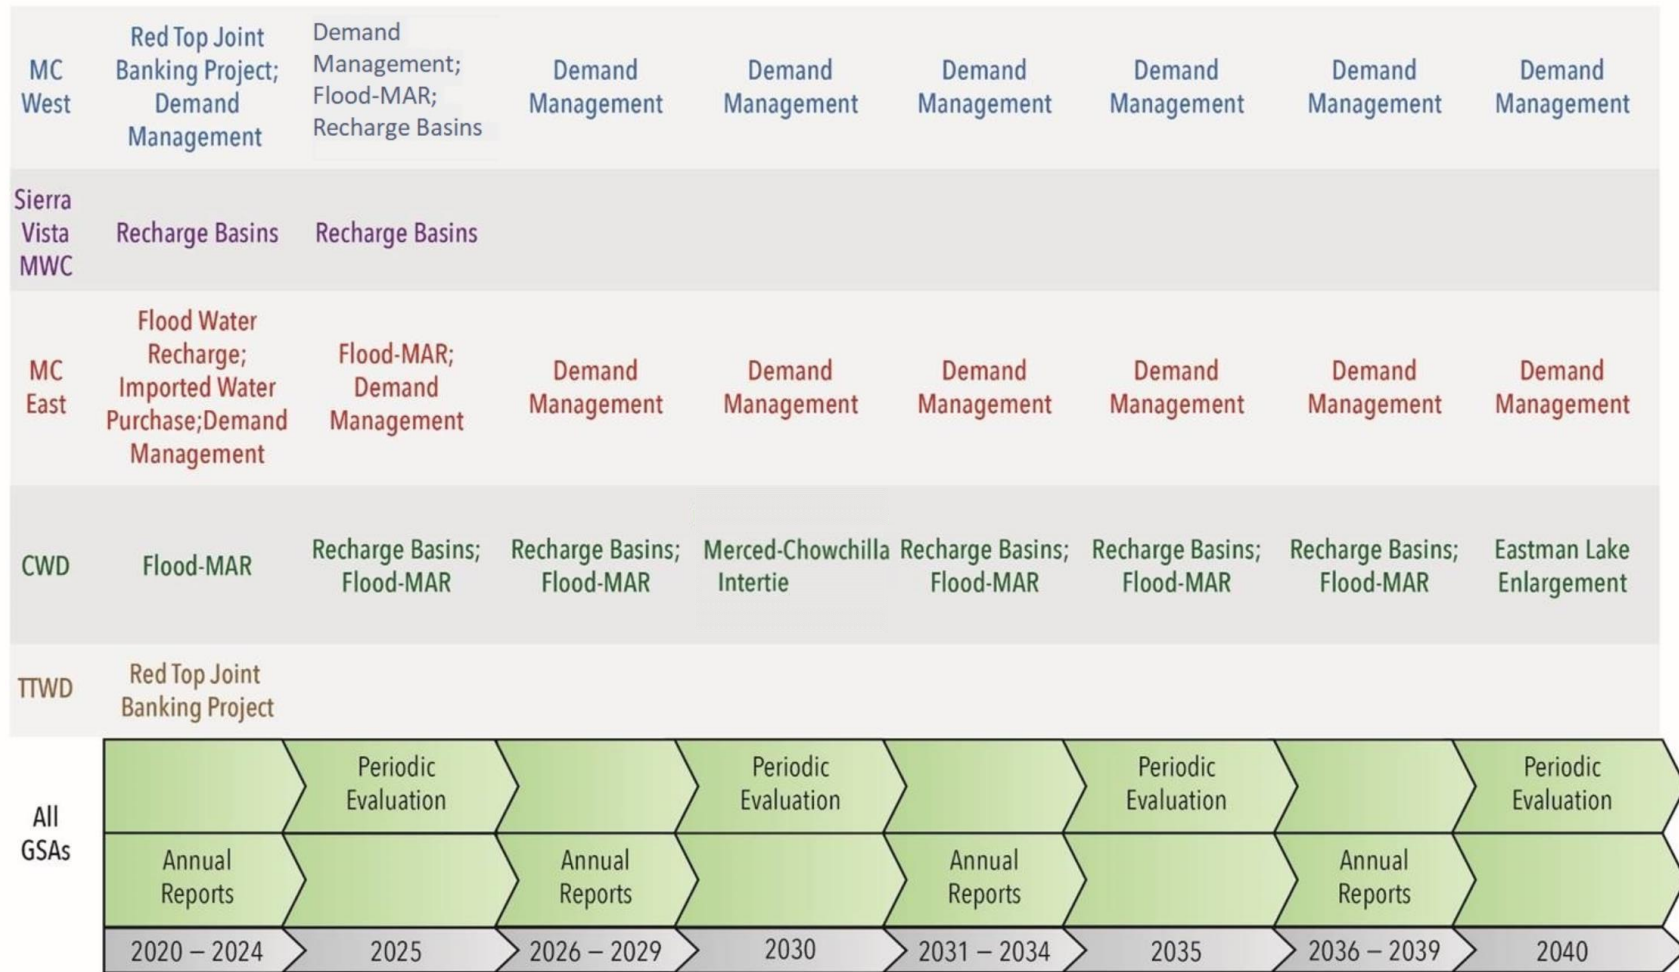 MC
West
Red Top Joint
Banking Project;
Demand
Management
Demand
Management;
Flood-MAR;
Recharge Basins
Demand
Management
Demand
Management
Demand
Management
Demand
Management
Demand
Management
Demand
Management
Sierra
Vista
MWC
Recharge Basins
Recharge Basins
MC
East
Flood Water
Recharge;
Imported Water
Purchase;Demand
Management
Flood-MAR;
Demand
Management
Demand
Management
Demand
Management
Demand
Management
Demand
Management
Demand
Management
Demand
Management
CWD
Flood-MAR
Recharge Basins;
Flood-MAR
Recharge Basins;
Flood-MAR
Merced-Chowchilla
Intertie
Recharge Basins;
Flood-MAR
Recharge Basins;
Flood-MAR
Recharge Basins;
Flood-MAR
Eastman Lake
Enlargement
TTWD
Red Top Joint
Banking Project
All
GSAs
Periodic
Evaluation
Periodic
Evaluation
Periodic
Evaluation
Periodic
Evaluation
Annual
Reports
Annual
Reports
Annual
Reports
Annual
Reports
2020 – 2024
2025
2026 – 2029
2030
2031 – 2034
2035
2036 – 2039
2040